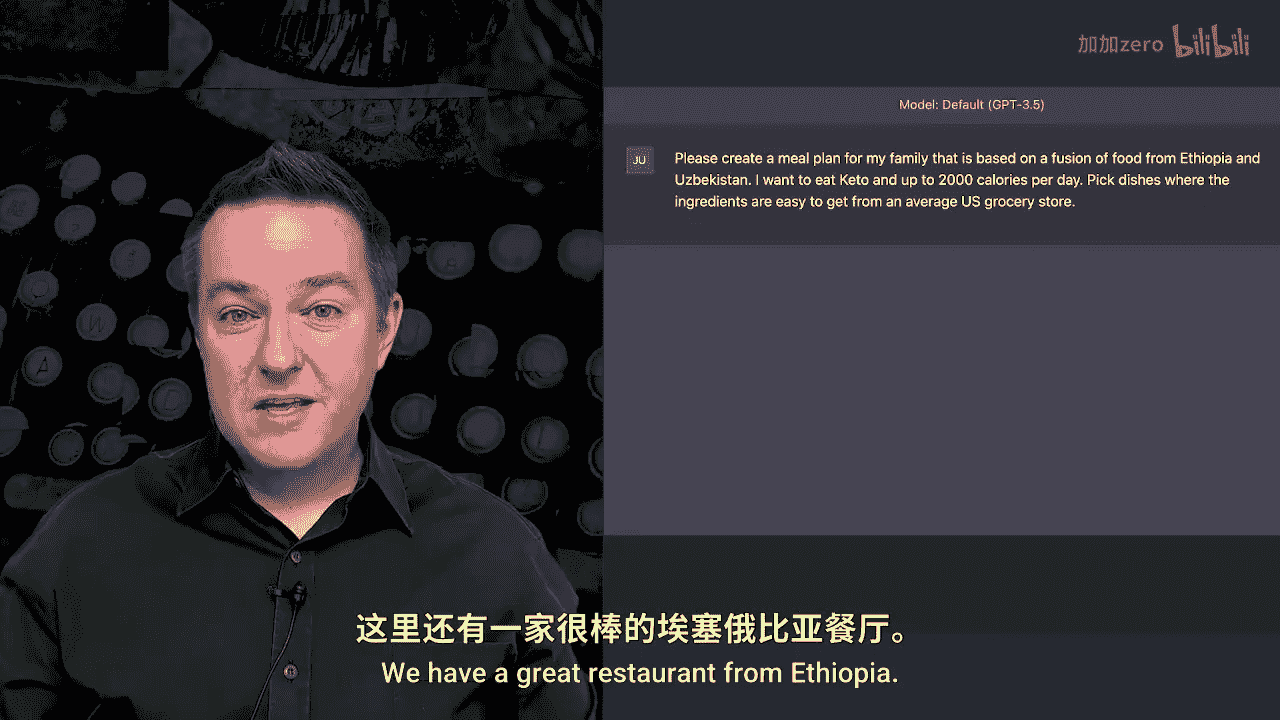 加加zero bilibili
Model: Default (GPT-3.5)
JU
Please create a meal plan for my family that is based on a fusion of food from Ethiopia and
Uzbekistan. I want to eat Keto and up to 2000 calories per day. Pick dishes where the
ingredients are easy to get from an average US grocery store.
这里还有一家很棒的埃塞俄比亚餐厅。
We have a great restaurant from Ethiopia.